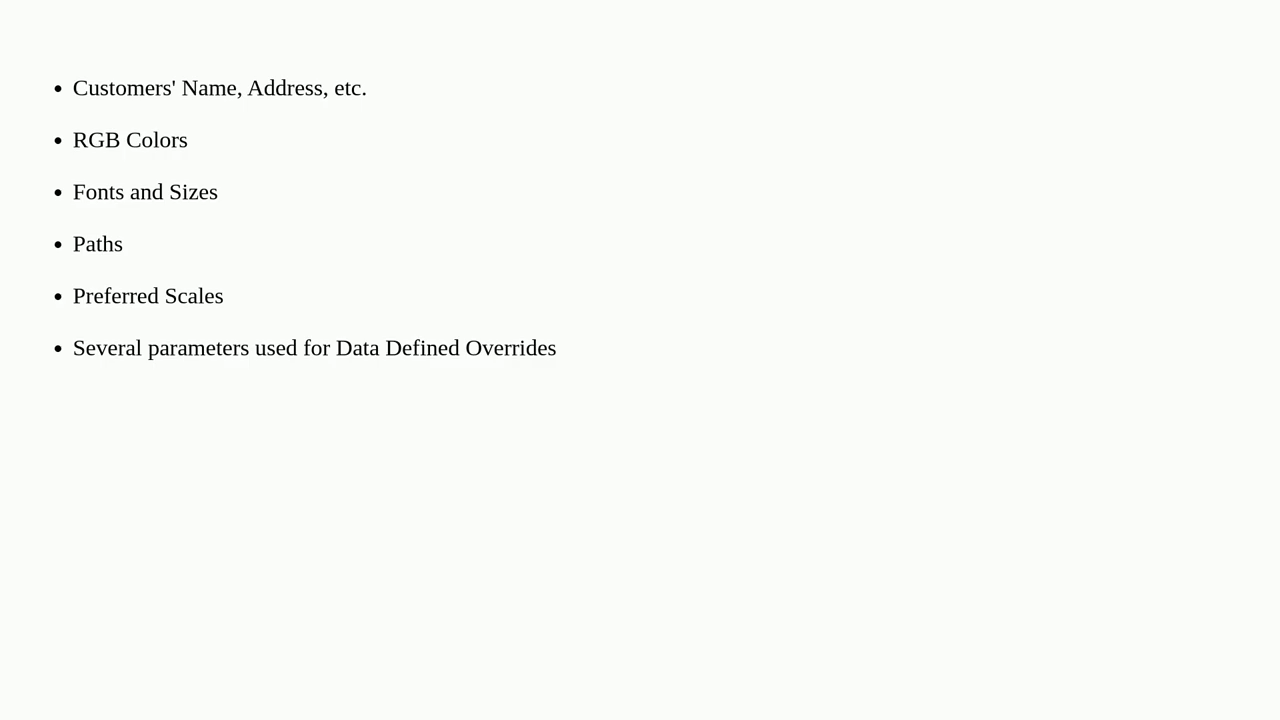 • Customers' Name, Address, etc.
• RGB Colors
• Fonts and Sizes
• Paths
• Preferred Scales
• Several parameters used for Data Defined Overrides